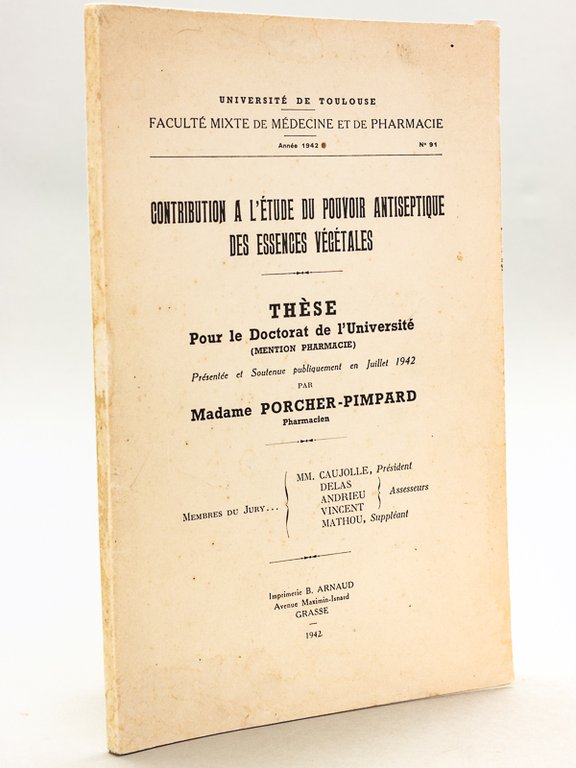 UNIVERSITÉ DE TOULOUSE
FACULTÉ MIXTE DE MÉDECINE ET DE PHARMACIE
Année 1942 Nº 91
CONTRIBUTION A L'ÉTUDE DU POUVOIR ANTISEPTIQUE
DES ESSENCES VÉGÉTALES
THÈSE
Pour le Doctorat de l'Université
(MENTION PHARMACIE)
Présentée et Soutenue publiquement en Juillet 1942
PAR
Madame PORCHER-PIMPARD
Pharmacien
MEMBRES DU JURY... MM. CAUJOLLE, Président
DELAS
ANDRIEU
VINCENT
Assesseurs
MATHOU, Suppléant
Imprimerie B. ARNAUD
Avenue Maximin-Isnard
GRASSE
—
1942